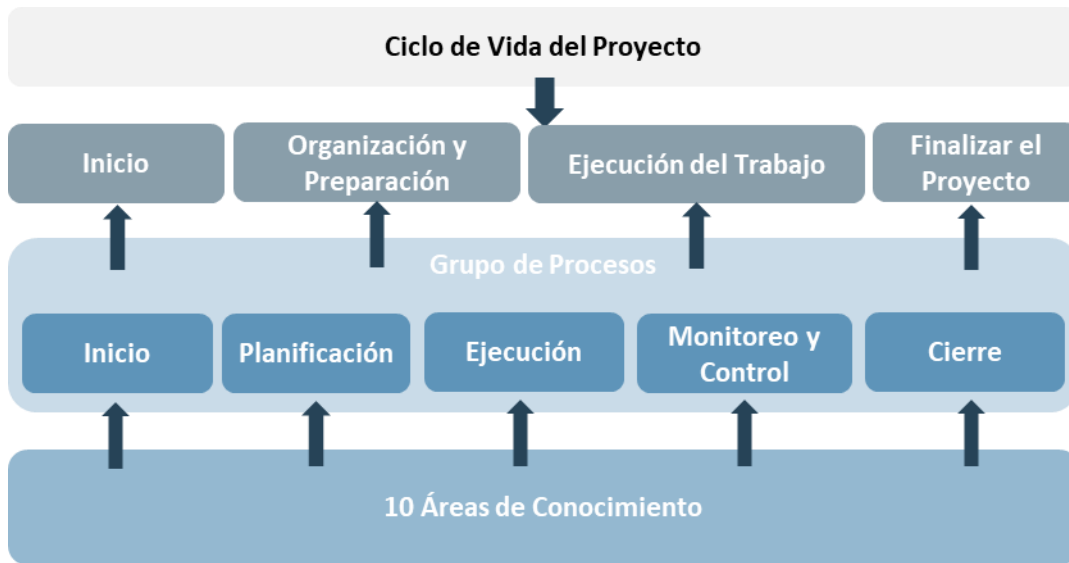 Ciclo de Vida del Proyecto
Inicio
Organización y
Preparación
Ejecución del Trabajo
Finalizar el
Proyecto
Grupo de Procesos
Inicio
Planificación
Ejecución
Monitoreo y
Control
Cierre
10 Áreas de Conocimiento